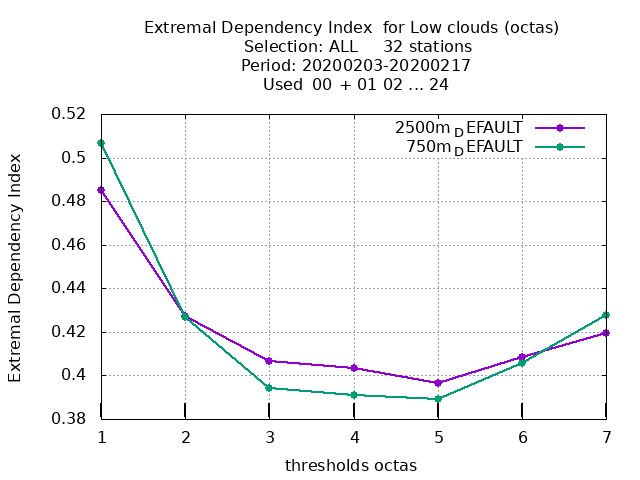 Extremal Dependency Index  for Low clouds (octas)
Selection: ALL     32 stations
Period: 20200203-20200217
Used  00 + 01 02 ... 24
2500m_DEFAULT
750m_DEFAULT
Extremal Dependency Index
0.52
0.5
0.48
0.46
0.44
0.42
0.4
0.38
1 2 3 4 5 6 7
thresholds octas